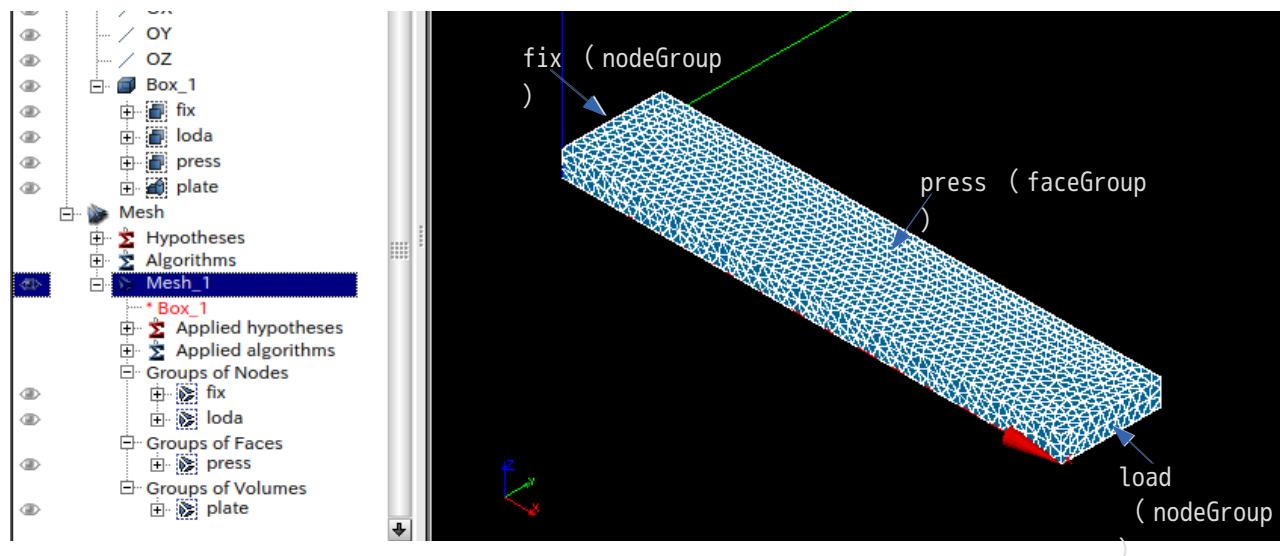 OX
OY
OZ
Box_1
fix
loda
press
plate
Mesh
Hypotheses
Algorithms
Mesh_1
* Box_1
Applied hypotheses
Applied algorithms
Groups of Nodes
fix
loda
Groups of Faces
press
Groups of Volumes
plate
fix （nodeGroup
）
press （faceGroup
）
load
（nodeGroup
）
Z
Y
X